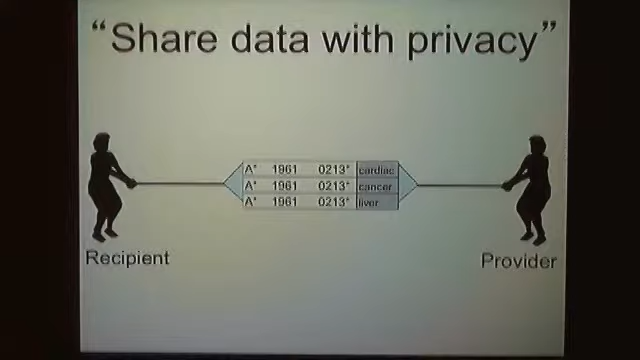 “Share data with privacy”
A* 1961 0213* cardiac
A* 1961 0213* cancer
A* 1961 0213* liver
Recipient
Provider